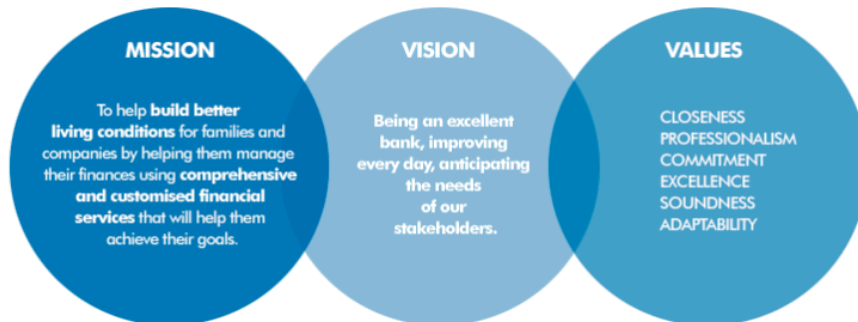 MISSION
To help build better
living conditions for families and
companies by helping them manage
their finances using comprehensive
and customised financial
services that will help them
achieve their goals.
VISION
Being an excellent
bank, improving
every day, anticipating
the needs
of our
stakeholders.
VALUES
CLOSENESS
PROFESSIONALISM
COMMITMENT
EXCELLENCE
SOUNDNESS
ADAPTABILITY